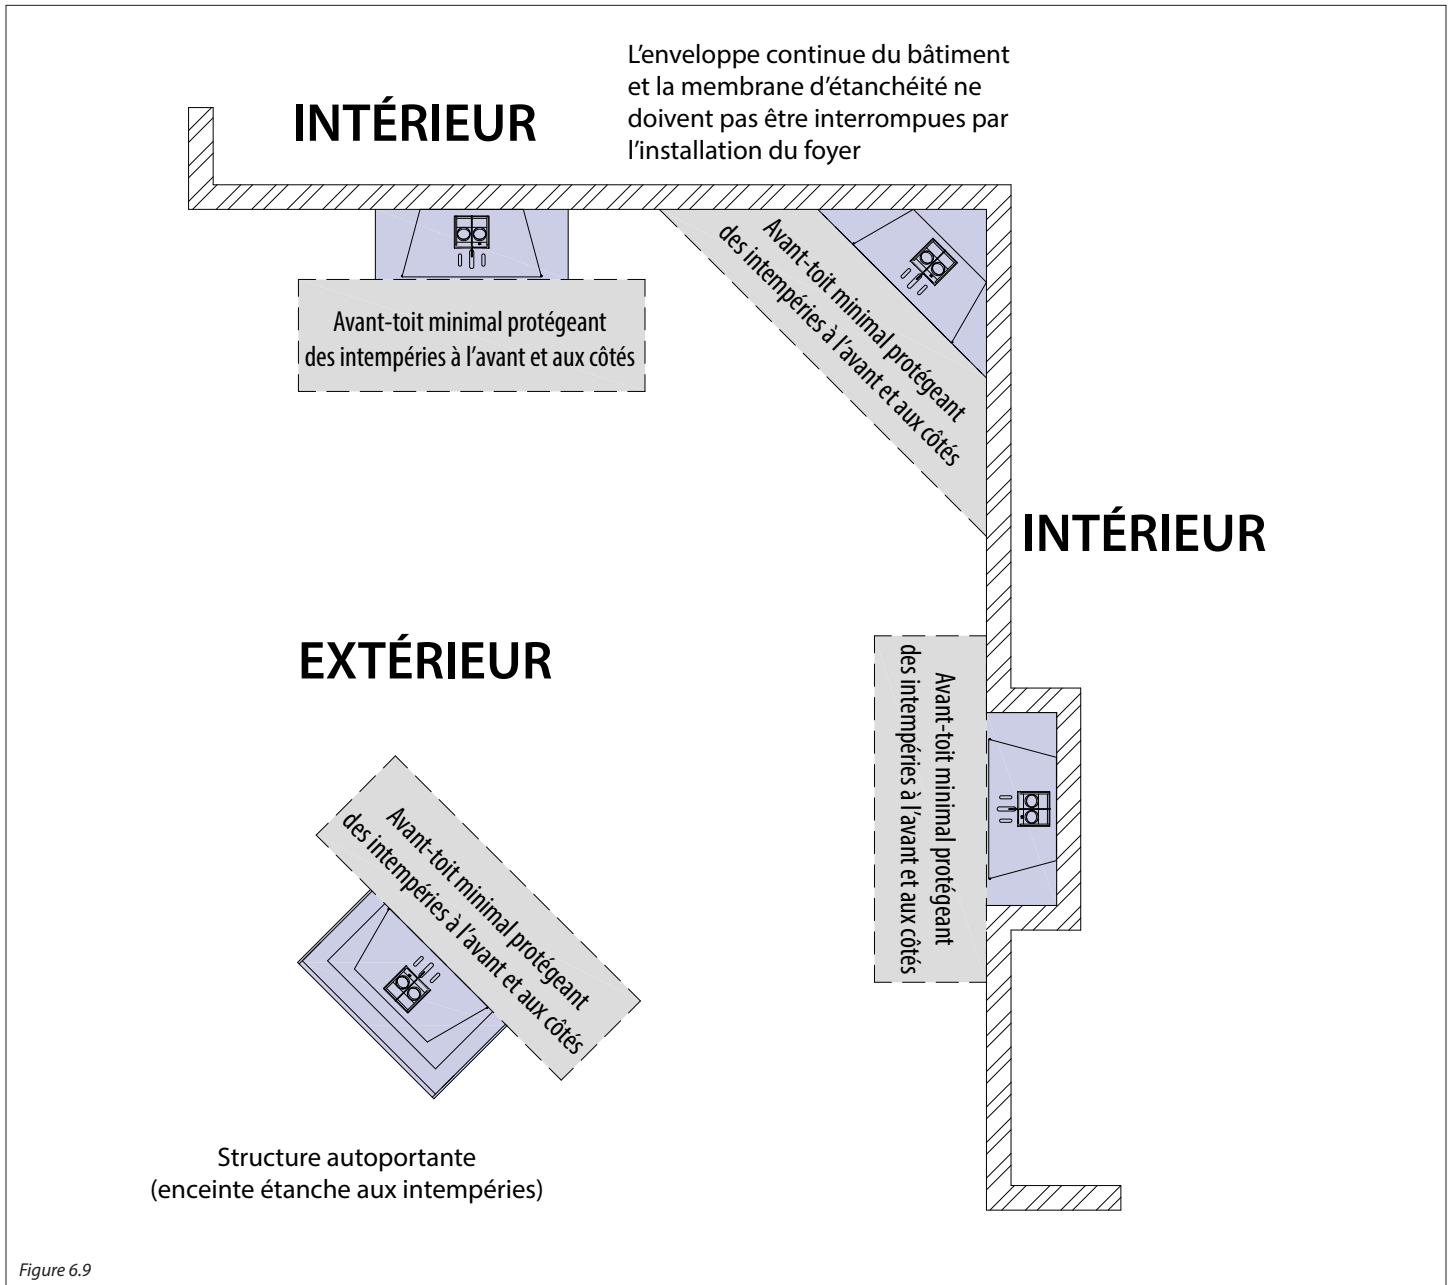 L'enveloppe continue du bâtiment
et la membrane d'étanchéité ne
doivent pas être interrompues par
l'installation du foyer
INTÉRIEUR
Avant-toit minimal protégeant
des intempéries à l'avant et aux côtés
Avant-toit minimal protégeant
des intempéries à l'avant et aux côtés
INTÉRIEUR
EXTÉRIEUR
Avant-toit minimal protégeant
des intempéries à l'avant et aux côtés
Avant-toit minimal protégeant
des intempéries à l'avant et aux côtés
Structure autoportante
(enceinte étanche aux intempéries)
Figure 6.9